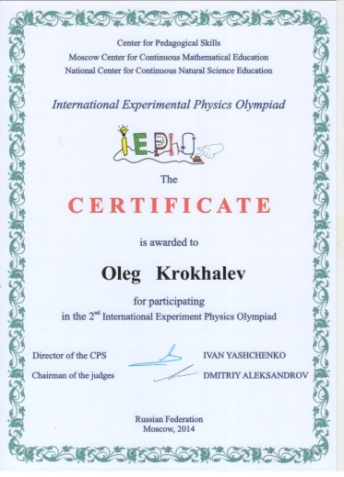 Center for Pedagogical Skills
Moscow Center for Continuous Mathematical Education
National Center for Continuous Natural Science Education
International Experimental Physics Olympiad
IEPhO
The
CERTIFICATE
is awarded to
Oleg Krokhalev
for participating
in the 2nd International Experiment Physics Olympiad
Director of the CPS IVAN YASHCHENKO
Chairman of the judges DMITRIY ALEKSANDROV
Russian Federation
Moscow, 2014